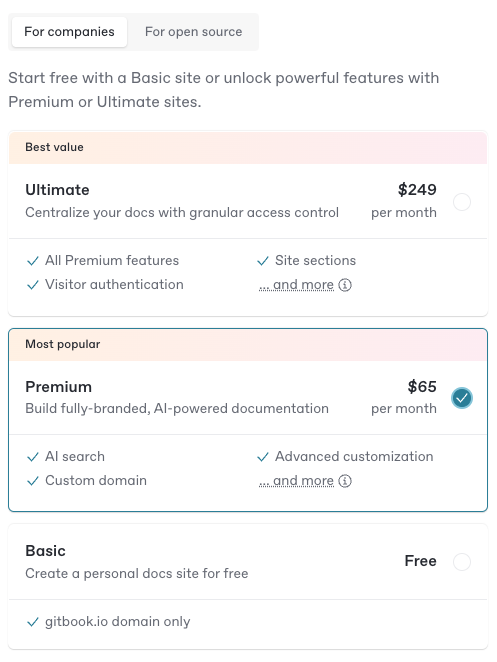 For companies
For open source
Start free with a Basic site or unlock powerful features with
Premium or Ultimate sites.
Best value
Ultimate
$249
Centralize your docs with granular access control
per month
All Premium features
Site sections
Visitor authentication
... and more
Most popular
Premium
$65
Build fully-branded, AI-powered documentation
per month
AI search
Advanced customization
Custom domain
... and more
Basic
Free
Create a personal docs site for free
gitbook.io domain only